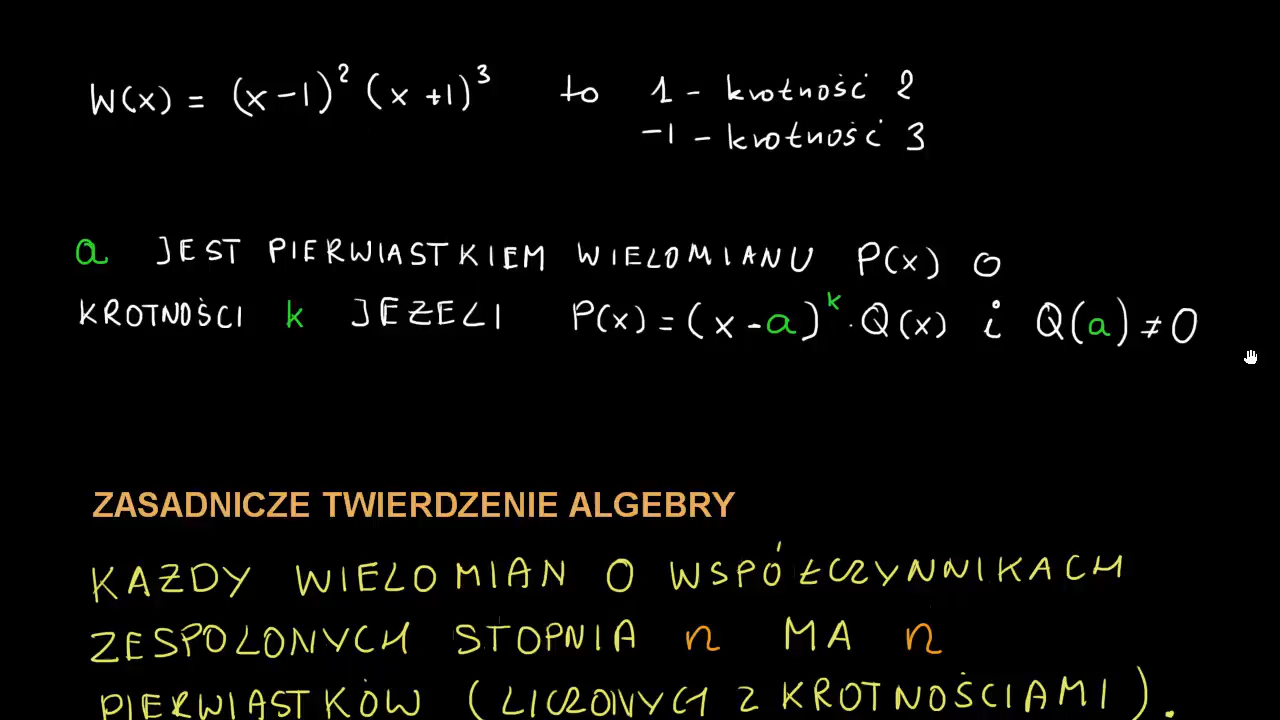 W(x) = (x-1)² (x+1)³ to 1 - krotność 2
-1 - krotność 3
a JEST PIERWIASTKIEM WIELOMIANU P(x) O
KROTNOŚCI k JEŻELI P(x) = (x-a)ᵏ · Q(x) i Q(a) ≠ 0
ZASADNICZE TWIERDZENIE ALGEBRY
KAŻDY WIELOMIAN O WSPÓŁCZYNNIKACH
ZESPOLONYCH STOPNIA n MA n
PIERWIASTKÓW (LICZONYCH Z KROTNOŚCIAMI).